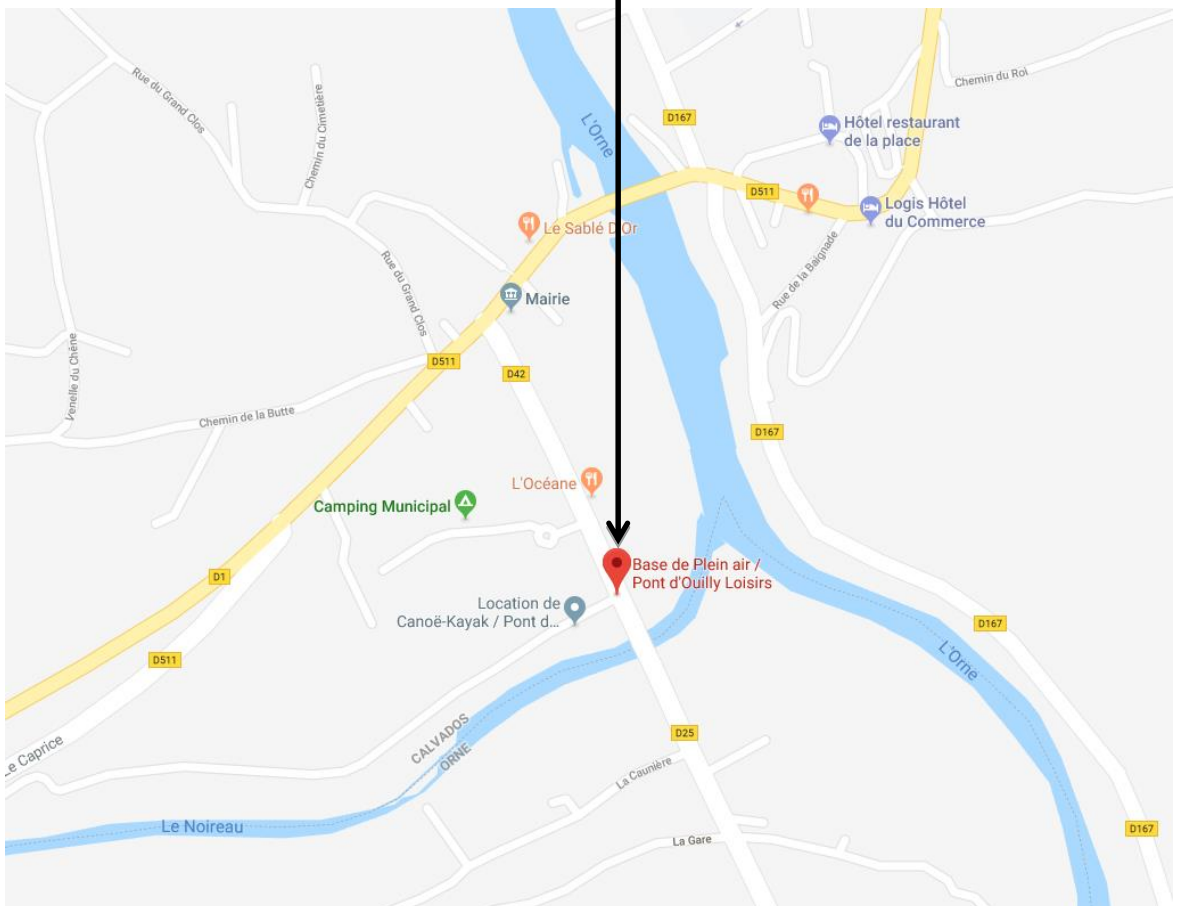 Rue du Grand Clos
Chemin du Cimetière
L'Orne
D167
Chemin du Roi
Hôtel restaurant
de la place
D511
Logis Hôtel
du Commerce
Le Sablé D'Or
Rue du Grand Clos
Rue de la Baignade
Mairie
Venelle du Chêne
D511
D42
Chemin de la Butte
D167
L'Océane
Camping Municipal
Base de Plein air /
Pont d'Ouilly Loisirs
D1
Location de
Canoë-Kayak / Pont d...
D167
D511
L'Orne
CALVADOS
ORNE
D25
Le Caprice
La Caunière
Le Noireau
La Gare
D167